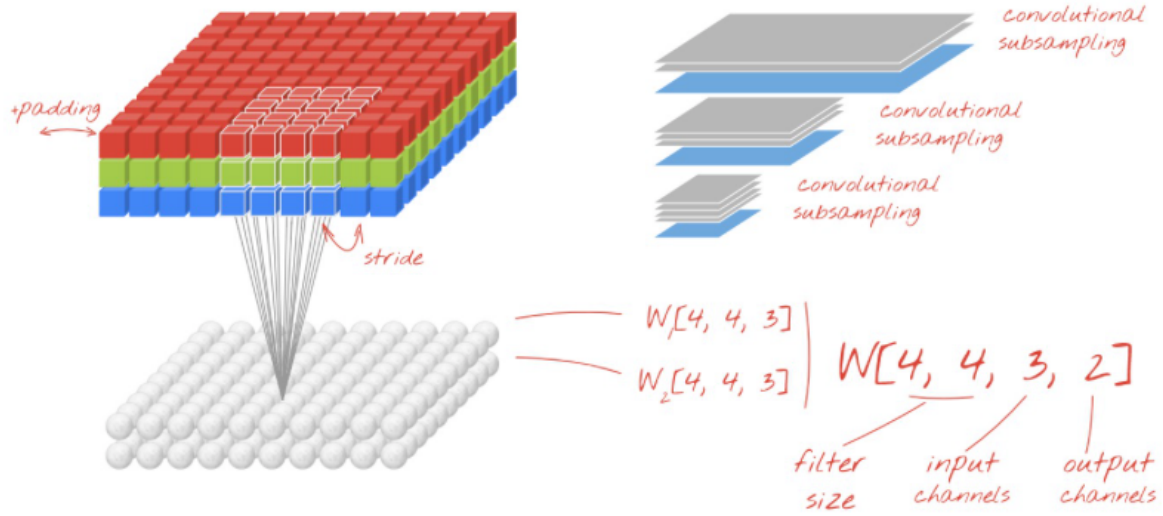 +padding
stride
convolutional
subsampling
convolutional
subsampling
convolutional
subsampling
W₁[4, 4, 3]
W₂[4, 4, 3]
W[4, 4, 3, 2]
filter
size
input
channels
output
channels